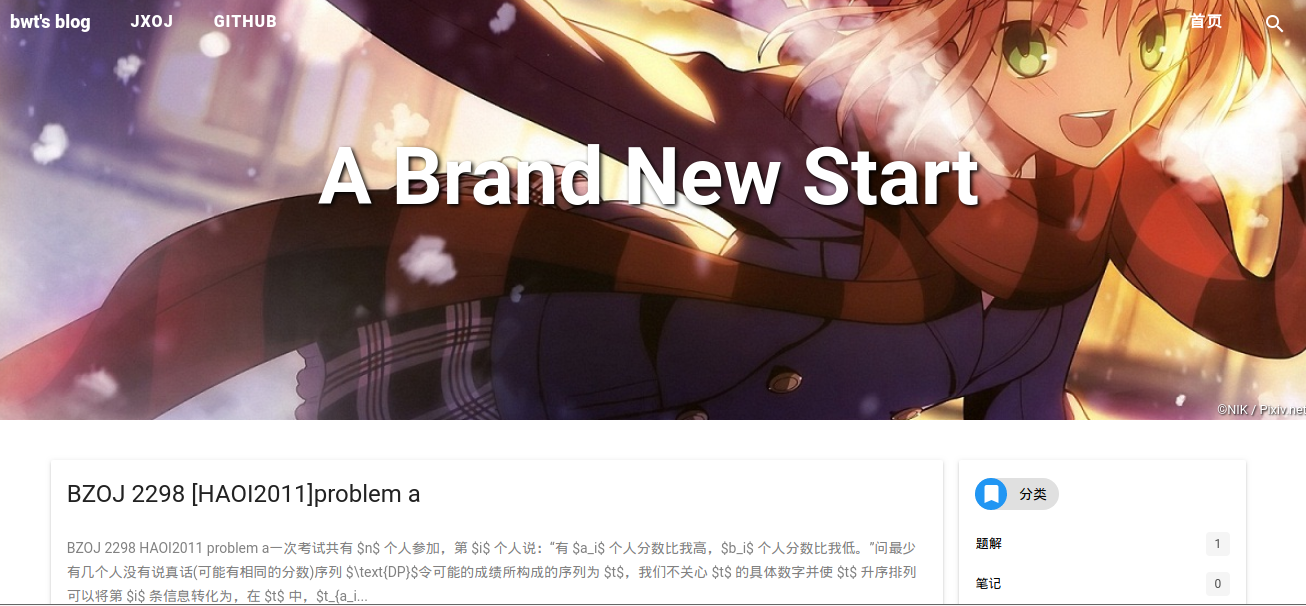 bwt's blog JXOJ GITHUB 首页
A Brand New Start
©NIK / Pixiv.net
BZOJ 2298 [HAOI2011]problem a
BZOJ 2298 HAOI2011 problem a一次考试共有 $n$ 个人参加，第 $i$ 个人说：“有 $a_i$ 个人分数比我高，$b_i$ 个人分数比我低。”问最少
有几个人没有说真话(可能有相同的分数)序列 $\text{DP}$令可能的成绩所构成的序列为 $t$，我们不关心 $t$ 的具体数字并使 $t$ 升序排列
可以将第 $i$ 条信息转化为，在 $t$ 中，$t_{a_i...
分类
题解 1
笔记 0